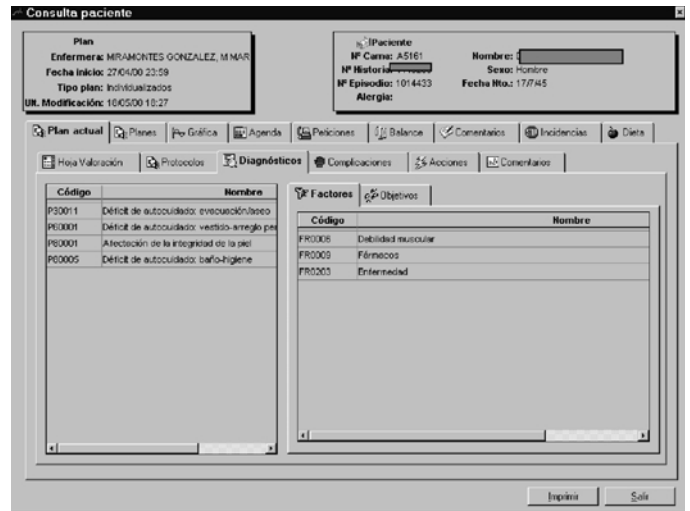 Consulta paciente
Plan
Enfermera: MIRAMONTES GONZALEZ, M MAR
Fecha inicio: 27/04/00 23:59
Tipo plan: Individualizados
Ult. Modificación: 18/05/00 18:27
Paciente
Nº Cama: A5161
Nombre:
Nº Historia
Sexo: Hombre
Nº Episodio: 1014433
Fecha Nto.: 17/7/45
Alergia:
Plan actual Planes Gráfica Agenda Peticiones Balance Comentarios Incidencias Dieta
Hoja Valoración Protocolos Diagnósticos Complicaciones Acciones Comentarios
Código Nombre
P30011 Déficit de autocuidado: evacuación/aseo
P60001 Déficit de autocuidado: vestido-arreglo per
P80001 Afectación de la integridad de la piel
P00005 Déficit de autocuidado: baño-higiene
Factores Objetivos
Código Nombre
FR0006 Debilidad muscular
FR0009 Fármacos
FR0203 Enfermedad
Imprimir Salir